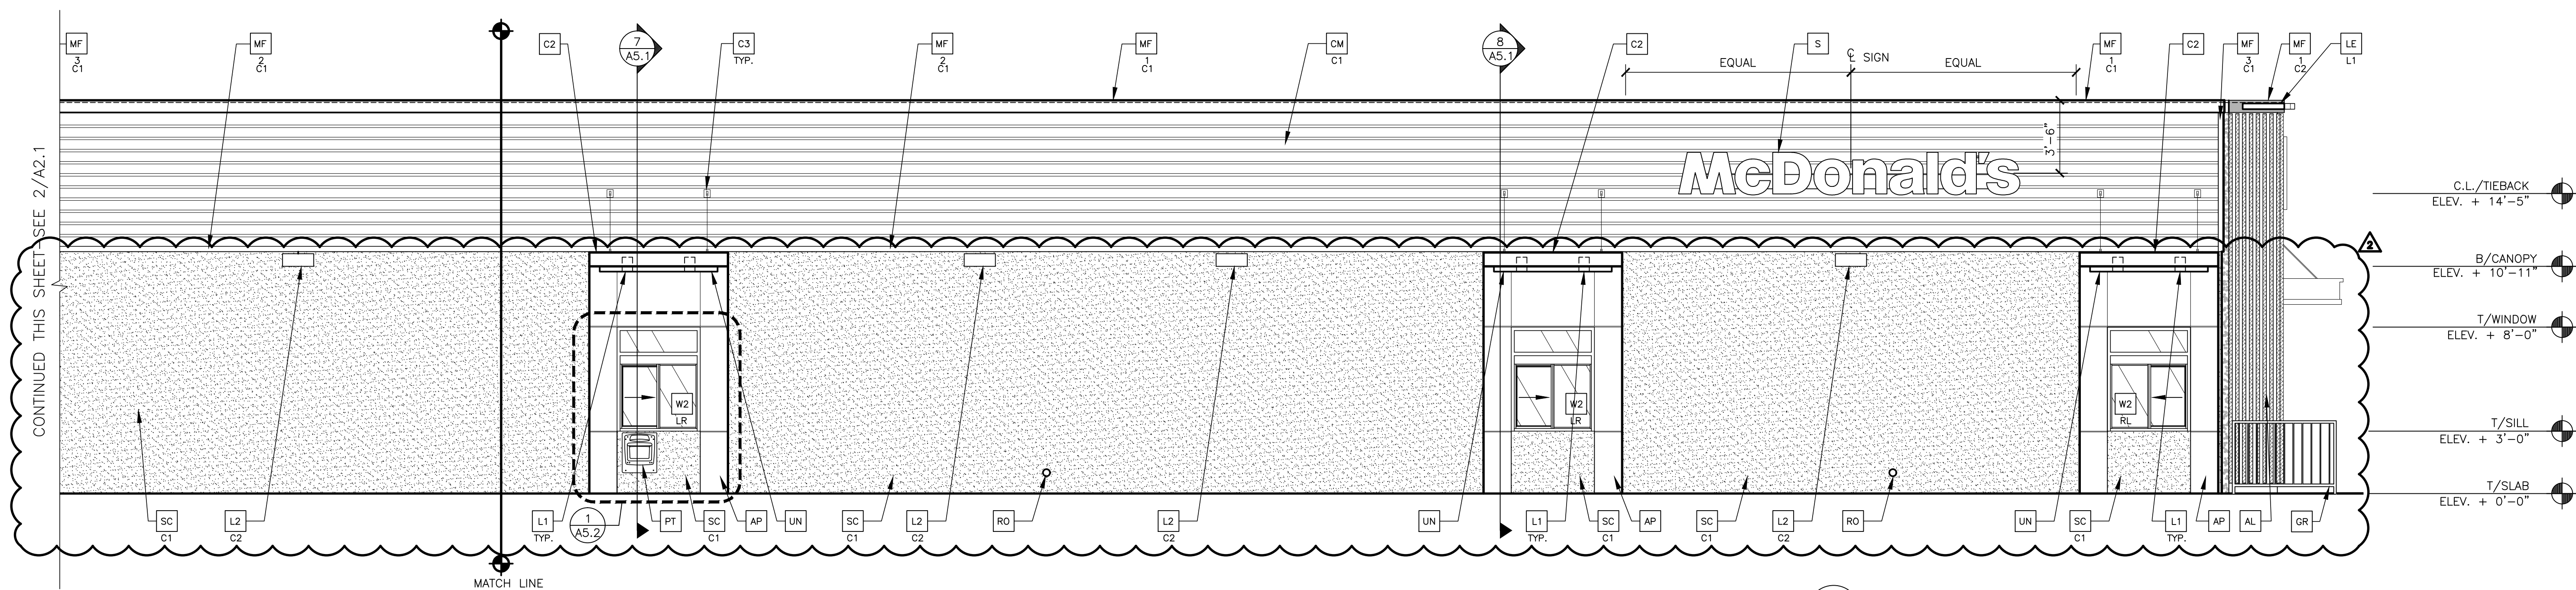 MF
3
C1
MF
2
C1
C2
7
A5.1
C3
TYP.
MF
2
C1
MF
1
C1
CM
C1
8
A5.1
C2
S
EQUAL
℄ SIGN
EQUAL
MF
1
C1
C2
MF
3
C1
MF
1
C2
LE
L1
CONTINUED THIS SHEET-SEE 2/A2.1
3'-6"
McDonald's
C.L./TIEBACK
ELEV. + 14'-5"
2
B/CANOPY
ELEV. + 10'-11"
T/WINDOW
ELEV. + 8'-0"
W2
LR
W2
LR
W2
RL
T/SILL
ELEV. + 3'-0"
T/SLAB
ELEV. + 0'-0"
SC
C1
L2
C2
L1
TYP.
1
A5.2
PT
SC
C1
AP
UN
SC
C1
L2
C2
RO
L2
C2
UN
L1
TYP.
SC
C1
AP
SC
C1
L2
C2
RO
UN
SC
C1
L1
TYP.
AP
AL
GR
MATCH LINE